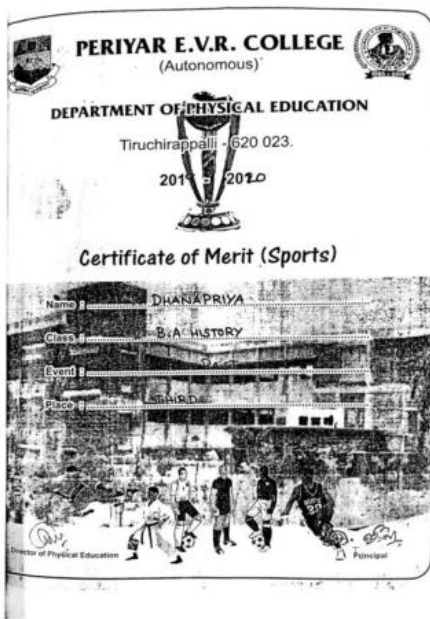 PERIYAR E.V.R. COLLEGE
(Autonomous)
DEPARTMENT OF PHYSICAL EDUCATION
Tiruchirappalli - 620 023.
2019 - 2020
Certificate of Merit (Sports)
Name : DHANAPRIYA
Class : B.A HISTORY
Event :
Place : THIRD
Director of Physical Education
Principal